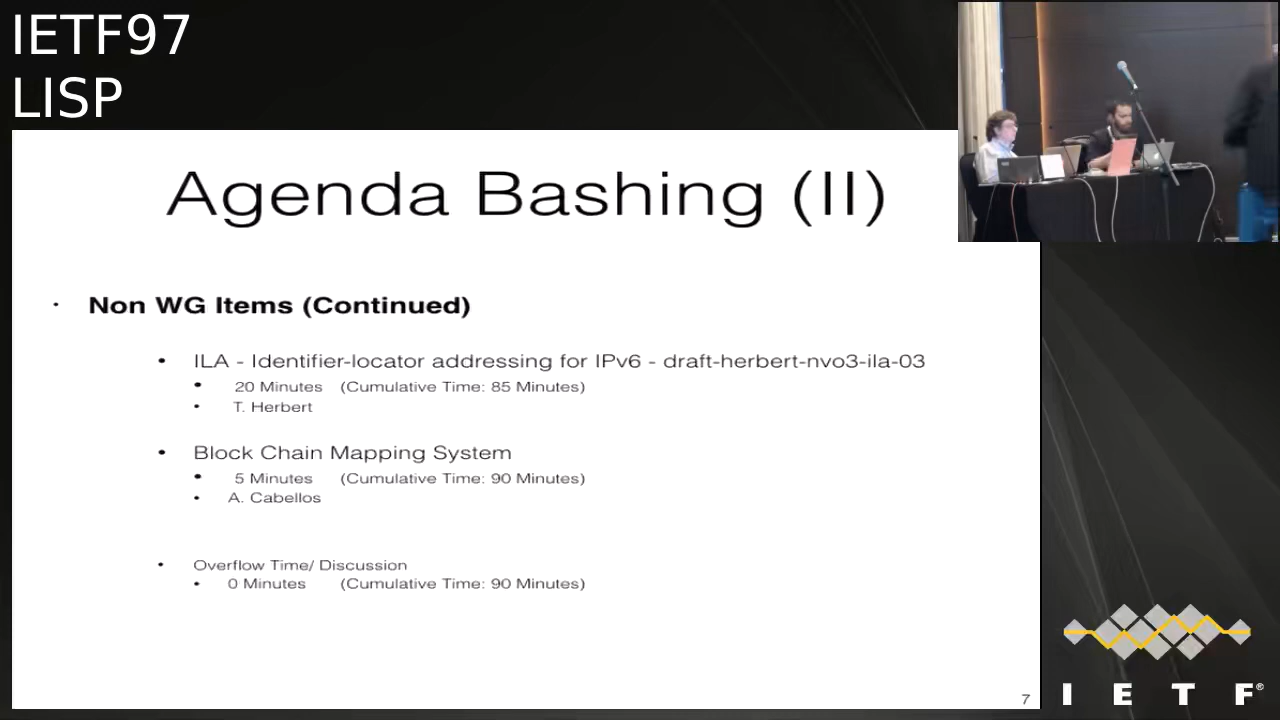 IETF97
LISP
Agenda Bashing (II)
• Non WG Items (Continued)
• ILA - Identifier-locator addressing for IPv6 - draft-herbert-nvo3-ila-03
• 20 Minutes (Cumulative Time: 85 Minutes)
• T. Herbert
• Block Chain Mapping System
• 5 Minutes (Cumulative Time: 90 Minutes)
• A. Cabellos
• Overflow Time/ Discussion
• 0 Minutes (Cumulative Time: 90 Minutes)
7
I E T F®